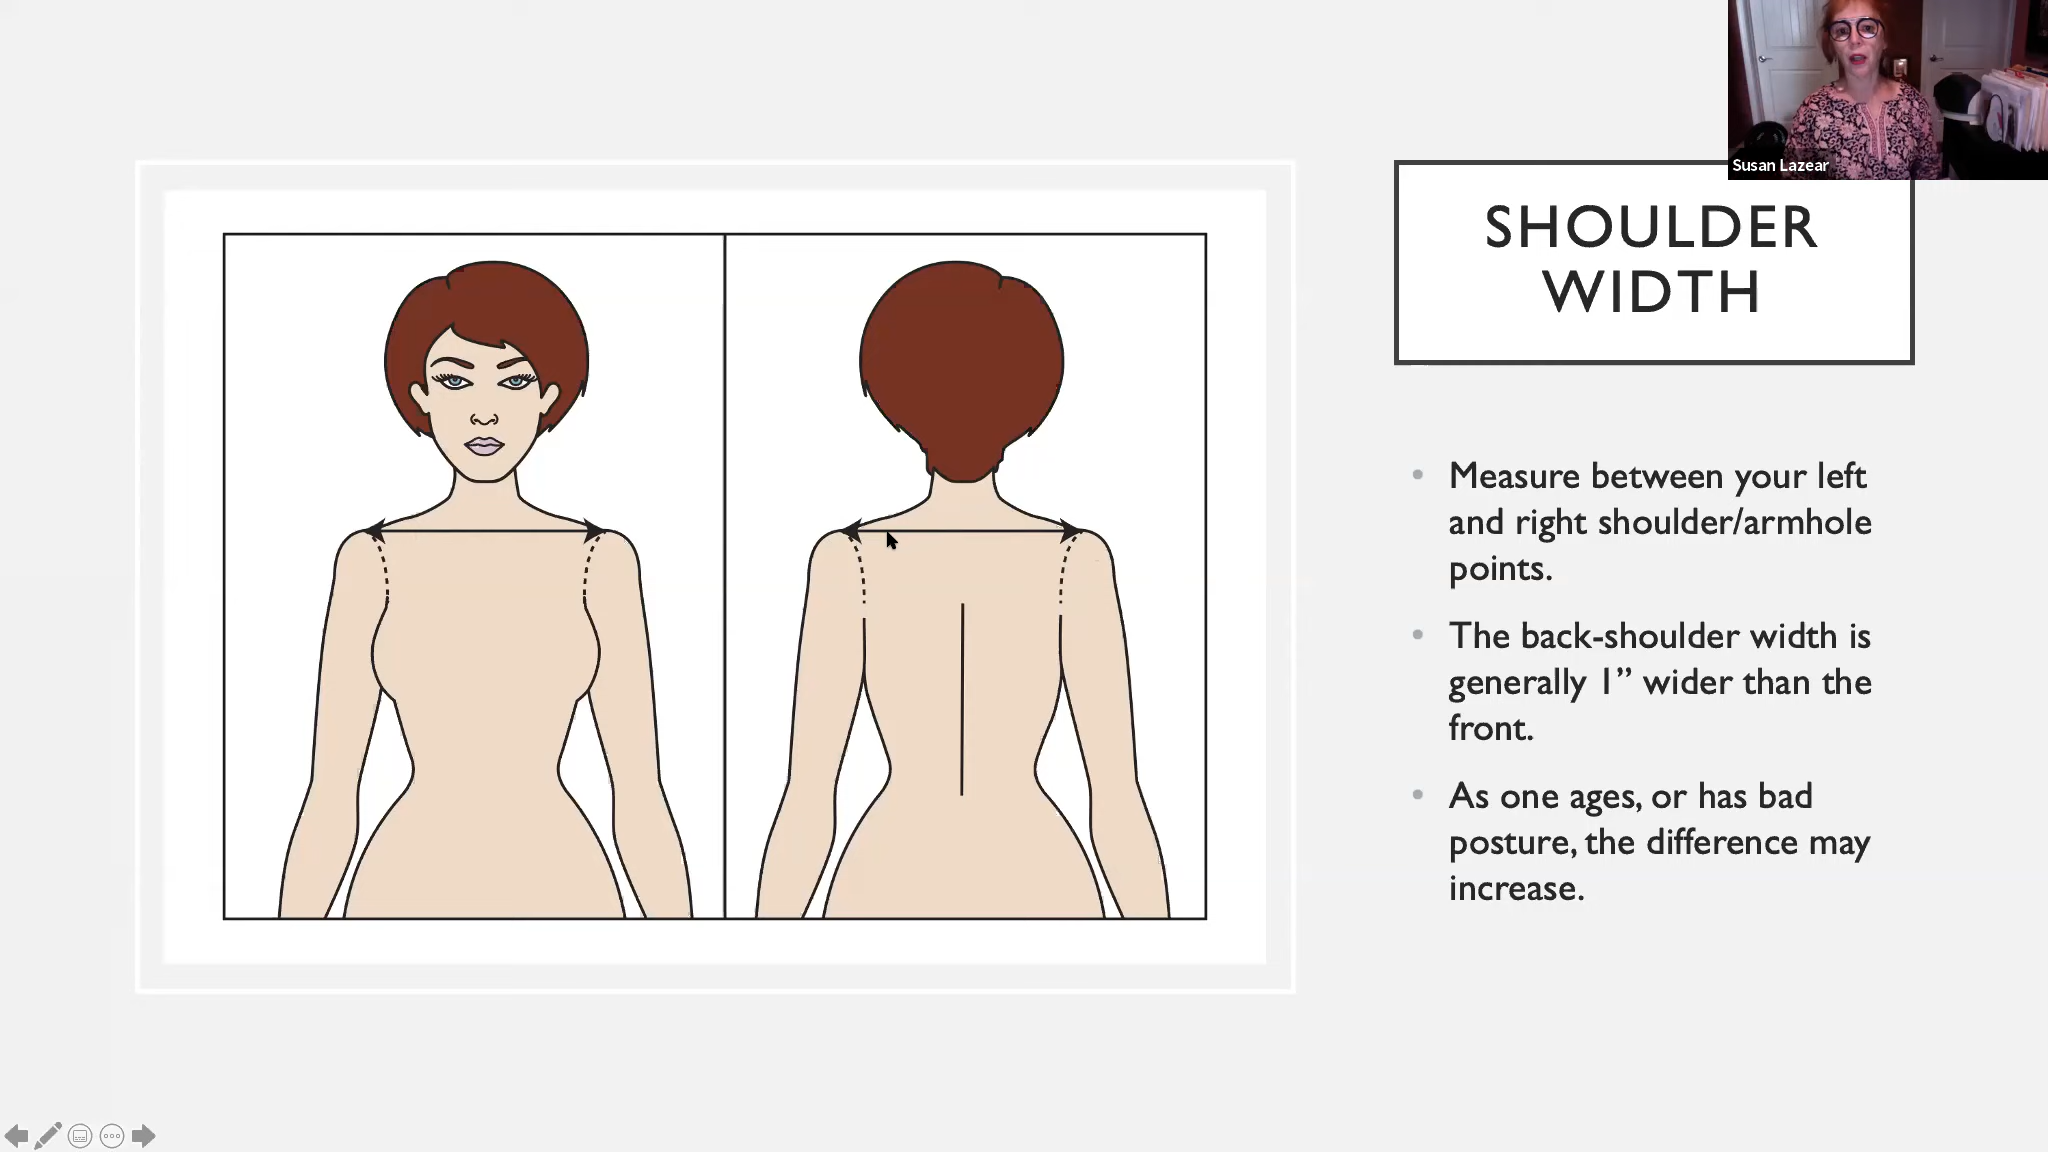 Susan Lazear
SHOULDER
WIDTH
• Measure between your left
and right shoulder/armhole
points.
• The back-shoulder width is
generally 1” wider than the
front.
• As one ages, or has bad
posture, the difference may
increase.